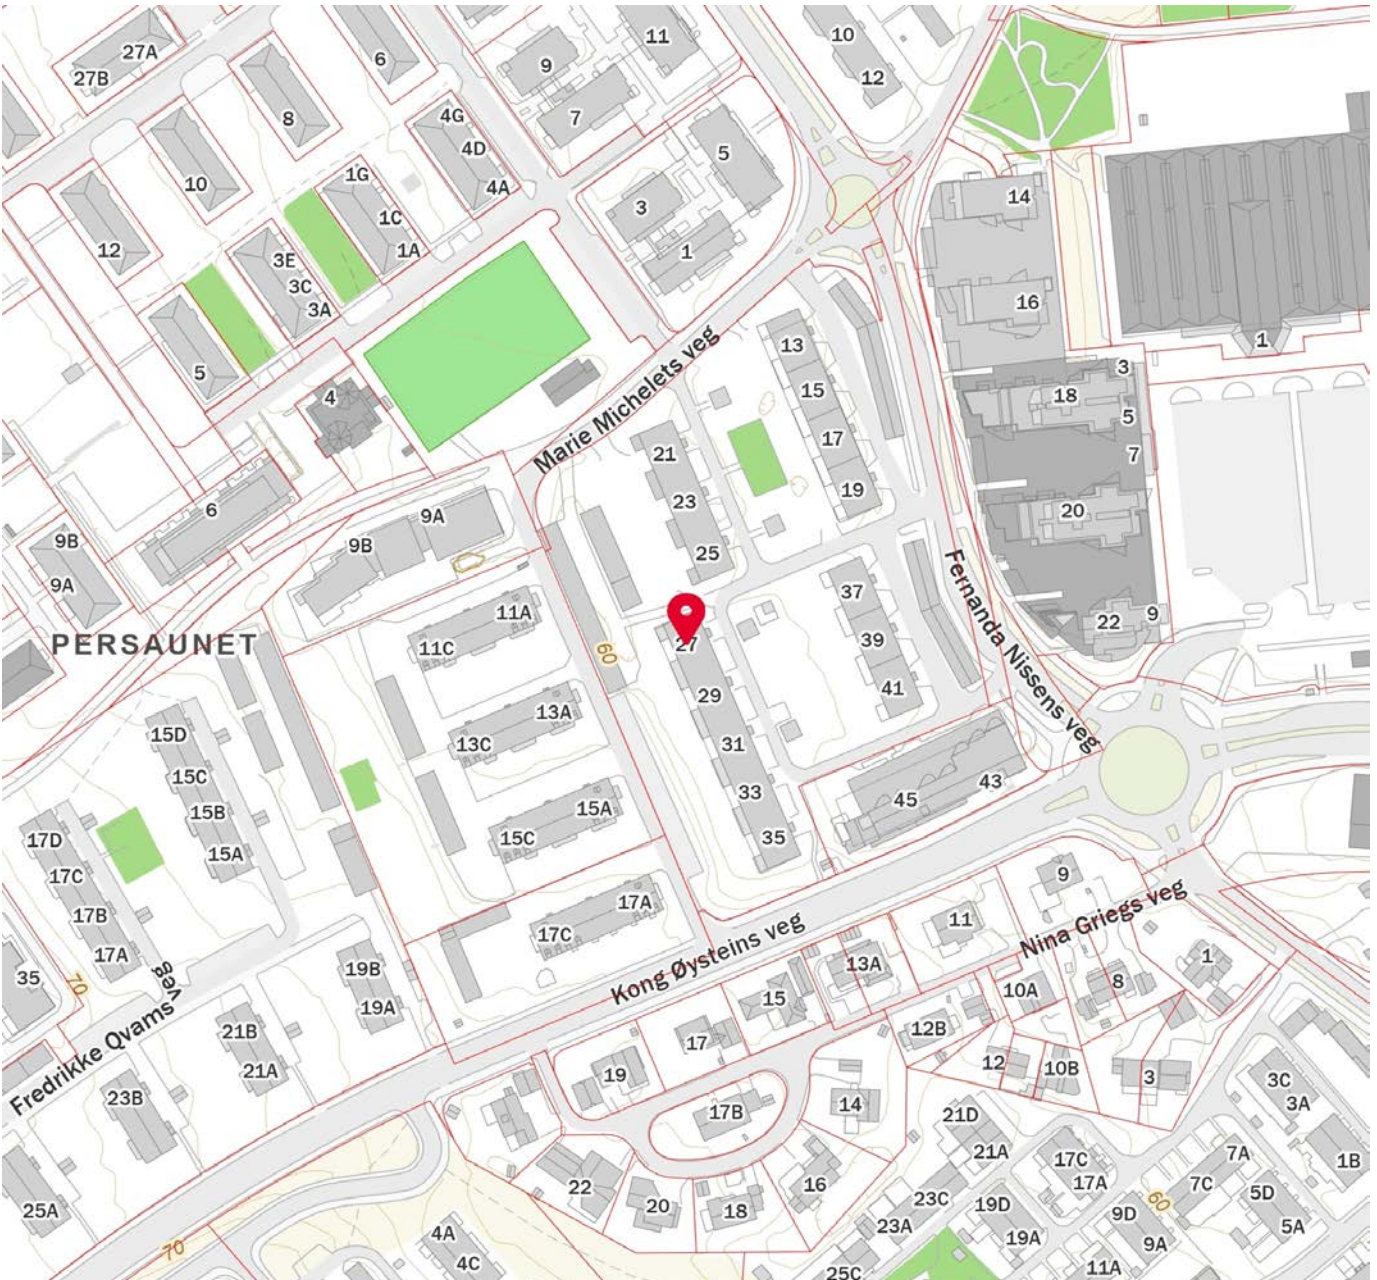 27A
11
10
6
27B
9
12
8
7
4G
5
4D
10
1G
4A
14
3
1C
12
1
1A
3E
3C
16
3A
13
1
3
5
18
4
15
5
Marie Michelets veg
17
21
7
19
6
23
20
9A
9B
9B
25
9A
37
Fernanda Nissens veg
11A
9
22
PERSAUNET
11C
60
27
39
41
29
13A
15D
13C
31
15C
43
33
45
15B
15A
17D
15C
35
15A
17C
9
Nina Griegs veg
17A
17B
11
17C
Kong Øysteins veg
17A
1
13A
19B
35
70
8
10A
15
19A
Fredrikke Qvams veg
12B
21B
17
12
10B
21A
19
3
3C
23B
3A
14
17B
21D
21A
7A
17C
1B
17A
22
16
7C
5D
23C
60
20
18
19D
25A
9D
23A
5A
4A
19A
9A
70
4C
11A
25C